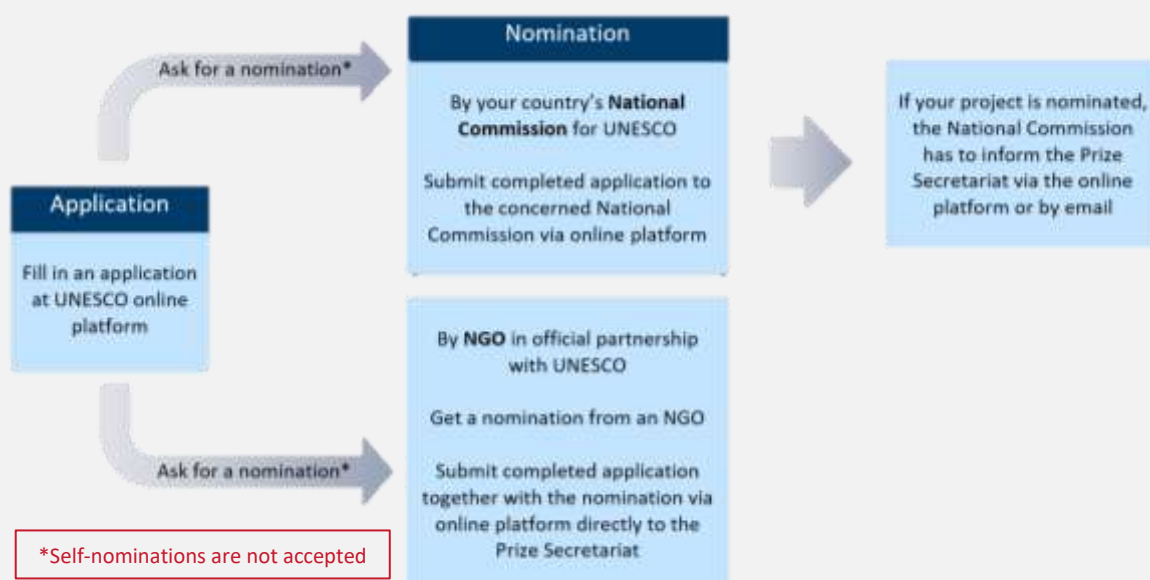 Application
Fill in an application
at UNESCO online
platform
Ask for a nomination*
Nomination
By your country's National
Commission for UNESCO
Submit completed application to
the concerned National
Commission via online platform
If your project is nominated,
the National Commission
has to inform the Prize
Secretariat via the online
platform or by email
Ask for a nomination*
By NGO in official partnership
with UNESCO
Get a nomination from an NGO
Submit completed application
together with the nomination via
online platform directly to the
Prize Secretariat
*Self-nominations are not accepted